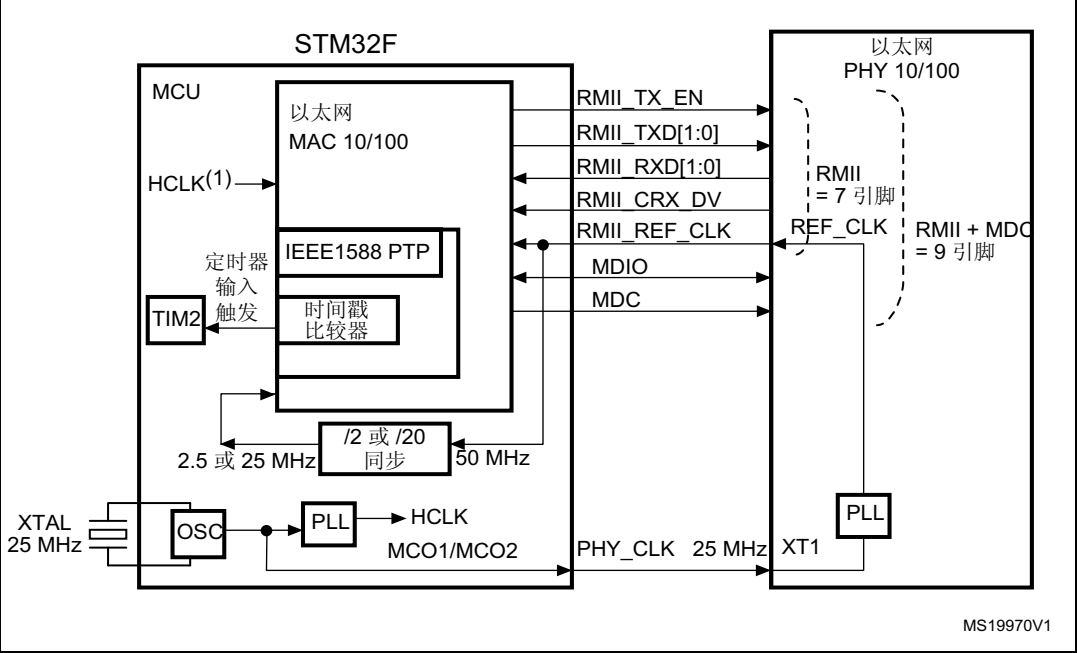 STM32F
以太网
PHY 10/100
MCU
以太网
MAC 10/100
HCLK(1)
RMII_TX_EN
RMII_TXD[1:0]
RMII_RXD[1:0]
RMII_CRX_DV
RMII_REF_CLK
MDIO
MDC
RMII
= 7 引脚
REF_CLK
RMII + MDC
= 9 引脚
IEEE1588 PTP
定时器
输入
触发
TIM2
时间戳
比较器
/2 或 /20
同步
2.5 或 25 MHz
50 MHz
XTAL
25 MHz
OSC
PLL
HCLK
MCO1/MCO2
PHY_CLK 25 MHz
XT1
PLL
MS19970V1